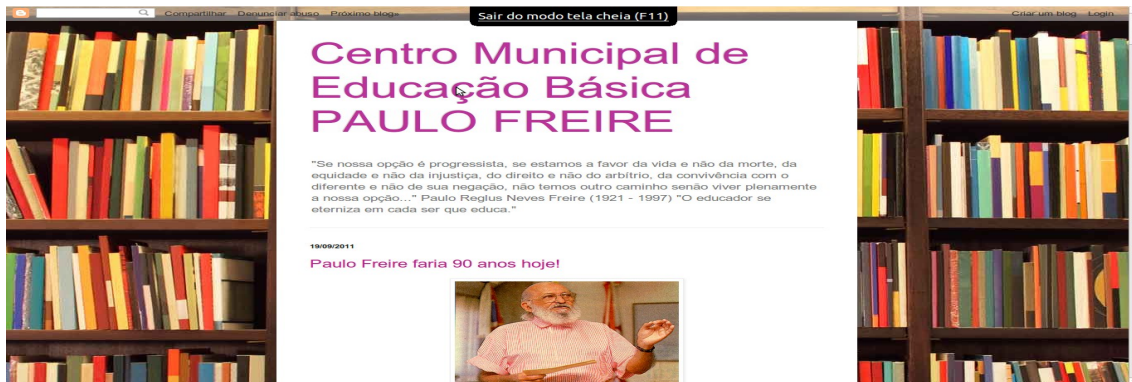 Compartilhar Denunciar abuso Próximo blog» Sair do modo tela cheia (F11) Criar um blog Login
Centro Municipal de
Educação Básica
PAULO FREIRE
"Se nossa opção é progressista, se estamos a favor da vida e não da morte, da
equidade e não da injustiça, do direito e não do arbítrio, da convivência com o
diferente e não de sua negação, não temos outro caminho senão viver plenamente
a nossa opção..." Paulo Reglus Neves Freire (1921 - 1997) "O educador se
eterniza em cada ser que educa."
19/09/2011
Paulo Freire faria 90 anos hoje!